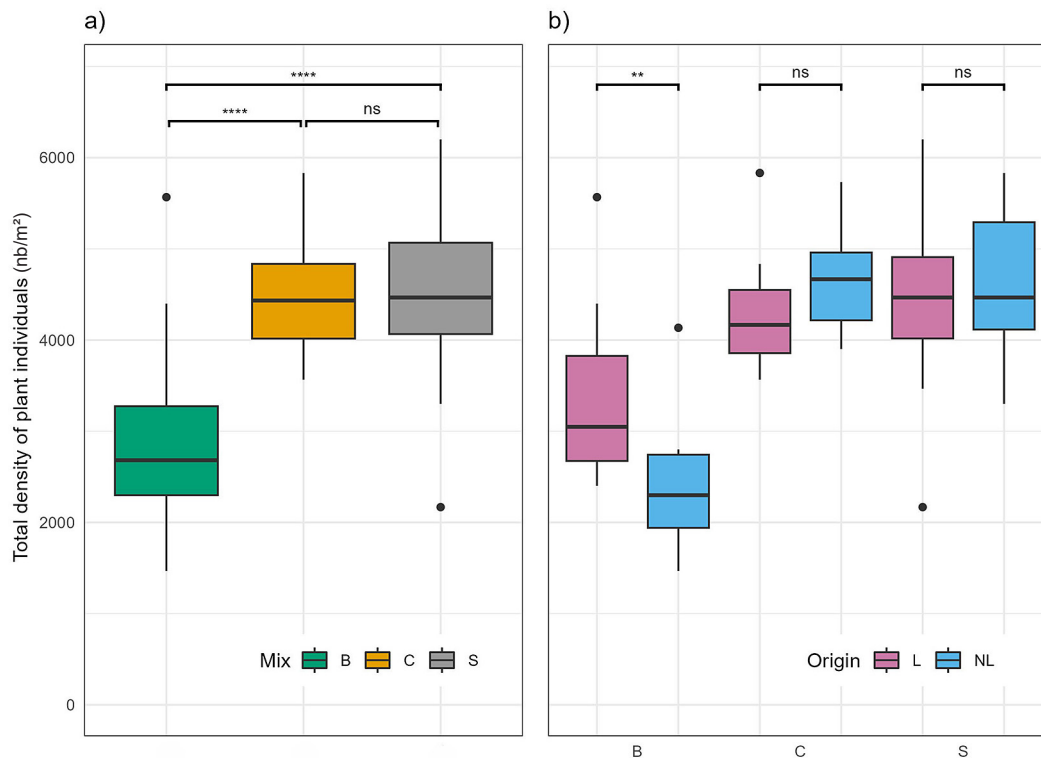 a)
b)
Total density of plant individuals (nb/m²)
6000
4000
2000
0
****
****
ns
**
ns
ns
Mix B C S
Origin L NL
B C S